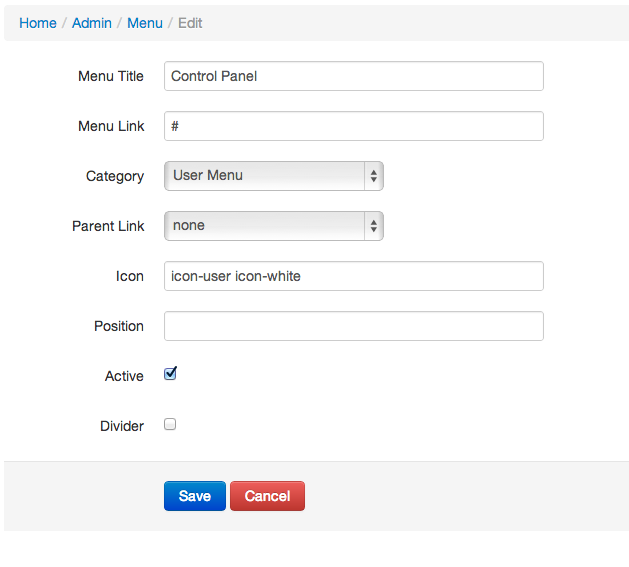 Home / Admin / Menu / Edit
Menu Title Control Panel
Menu Link #
Category User Menu
Parent Link none
Icon icon-user icon-white
Position
Active
Divider
Save Cancel